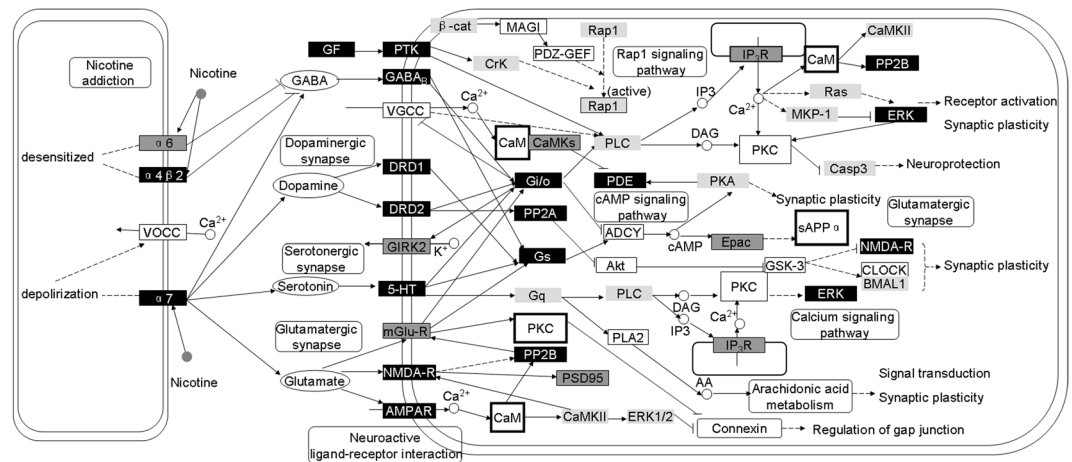 Nicotine
addiction
Nicotine
α6
desensitized
α4β2
VOCC
Ca2+
depolirization
α7
Nicotine
GABA
Dopaminergic
synapse
Dopamine
Serotonergic
synapse
Serotonin
Glutamatergic
synapse
Glutamate
Neuroactive
ligand-receptor interaction
GF
PTK
GABAB
VGCC
Ca2+
DRD1
DRD2
GIRK2
K+
5-HT
mGlu-R
NMDA-R
AMPAR
Ca2+
β-cat
MAGI
PDZ-GEF
CrK
Rap1
(active)
Rap1
Rap1 signaling
pathway
CaM
CaMKs
Gi/o
PP2A
Gs
Gq
PKC
PP2B
PSD95
CaM
CaMKII
ERK1/2
PLC
IP3
DAG
PDE
PKA
cAMP signaling
pathway
ADCY
cAMP
Epac
sAPP α
Akt
GSK-3
PLC
DAG
IP3
PLA2
AA
Arachidonic acid
metabolism
Connexin
IP3R
Ca2+
CaM
CaMKII
PP2B
Ras
MKP-1
ERK
PKC
Casp3
Receptor activation
Synaptic plasticity
Neuroprotection
Synaptic plasticity
Glutamatergic
synapse
NMDA-R
CLOCK
BMAL1
Synaptic plasticity
PKC
ERK
Ca2+
IP3R
Calcium signaling
pathway
Signal transduction
Synaptic plasticity
Regulation of gap junction